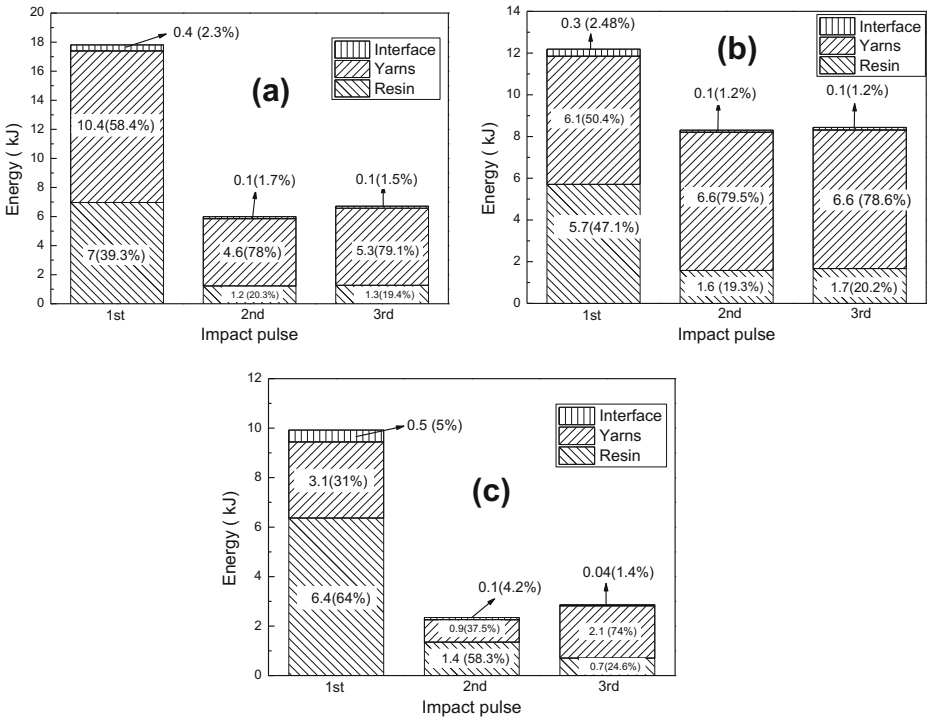 20
18
16
14
12
10
8
6
4
2
0
Energy ( kJ)
0.4 (2.3%)
Interface
Yarns
Resin
(a)
10.4(58.4%)
7(39.3%)
0.1(1.7%)
4.6(78%)
1.2 (20.3%)
0.1(1.5%)
5.3(79.1%)
1.3(19.4%)
1st
2nd
3rd
Impact pulse
14
12
10
8
6
4
2
0
Energy ( kJ)
0.3 (2.48%)
(b)
Interface
Yarns
Resin
6.1(50.4%)
5.7(47.1%)
0.1(1.2%)
6.6(79.5%)
1.6 (19.3%)
0.1(1.2%)
6.6 (78.6%)
1.7(20.2%)
1st
2nd
3rd
Impact pulse
12
10
8
6
4
2
0
Energy ( kJ)
0.5 (5%)
Interface
Yarns
Resin
3.1(31%)
(c)
6.4(64%)
0.1(4.2%)
0.9(37.5%)
1.4 (58.3%)
0.04(1.4%)
2.1 (74%)
0.7(24.6%)
1st
2nd
3rd
Impact pulse